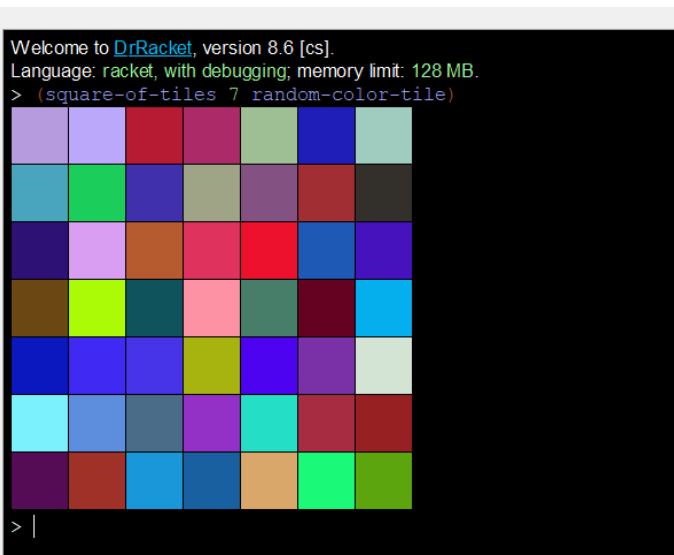 Welcome to DrRacket, version 8.6 [cs].
Language: racket, with debugging; memory limit: 128 MB.
> (square-of-tiles 7 random-color-tile)
>